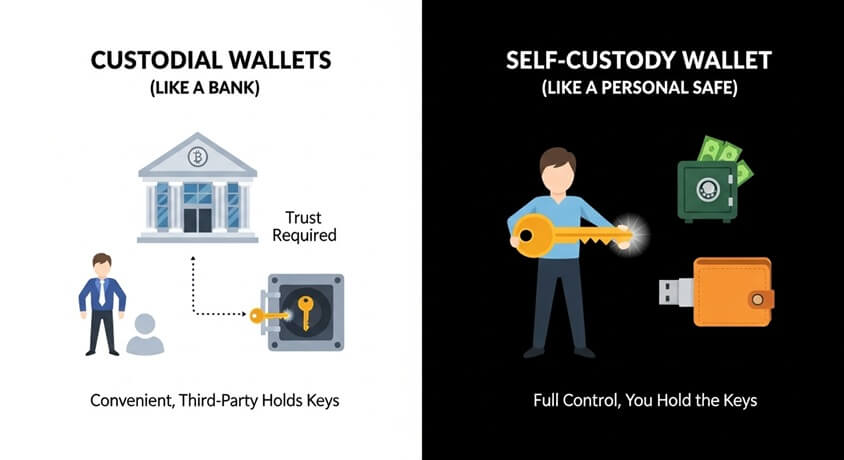 CUSTODIAL WALLETS
(LIKE A BANK)
₿
Trust
Required
Convenient, Third-Party Holds Keys
SELF-CUSTODY WALLET
(LIKE A PERSONAL SAFE)
Full Control, You Hold the Keys